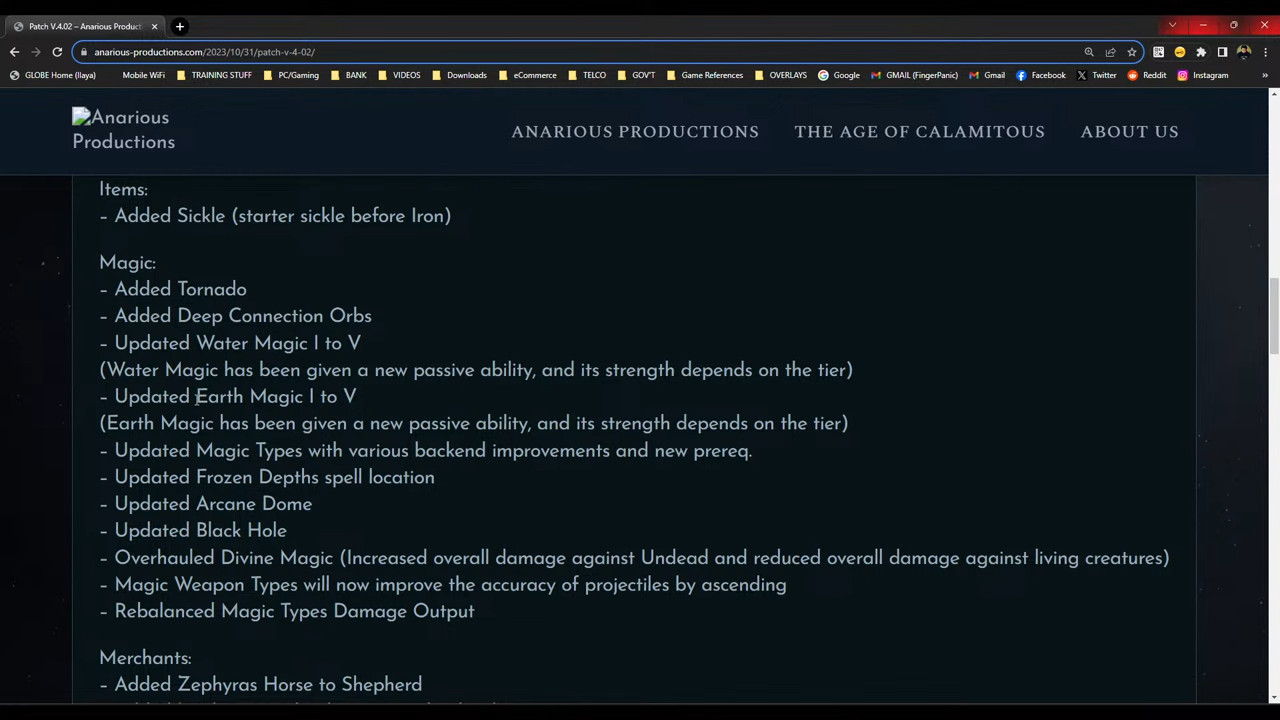 Patch V.4.02 – Anarious Product
anarious-productions.com/2023/10/31/patch-v-4-02/
GLOBE Home (Ilaya) Mobile WiFi TRAINING STUFF PC/Gaming BANK VIDEOS Downloads eCommerce TELCO GOV'T Game References OVERLAYS Google GMAIL (FingerPanic) Gmail Facebook Twitter Reddit Instagram
Anarious
Productions
ANARIOUS PRODUCTIONS THE AGE OF CALAMITOUS ABOUT US
Items:
– Added Sickle (starter sickle before Iron)
Magic:
– Added Tornado
– Added Deep Connection Orbs
– Updated Water Magic I to V
(Water Magic has been given a new passive ability, and its strength depends on the tier)
– Updated Earth Magic I to V
(Earth Magic has been given a new passive ability, and its strength depends on the tier)
– Updated Magic Types with various backend improvements and new prereq.
– Updated Frozen Depths spell location
– Updated Arcane Dome
– Updated Black Hole
– Overhauled Divine Magic (Increased overall damage against Undead and reduced overall damage against living creatures)
– Magic Weapon Types will now improve the accuracy of projectiles by ascending
– Rebalanced Magic Types Damage Output
Merchants:
– Added Zephyras Horse to Shepherd